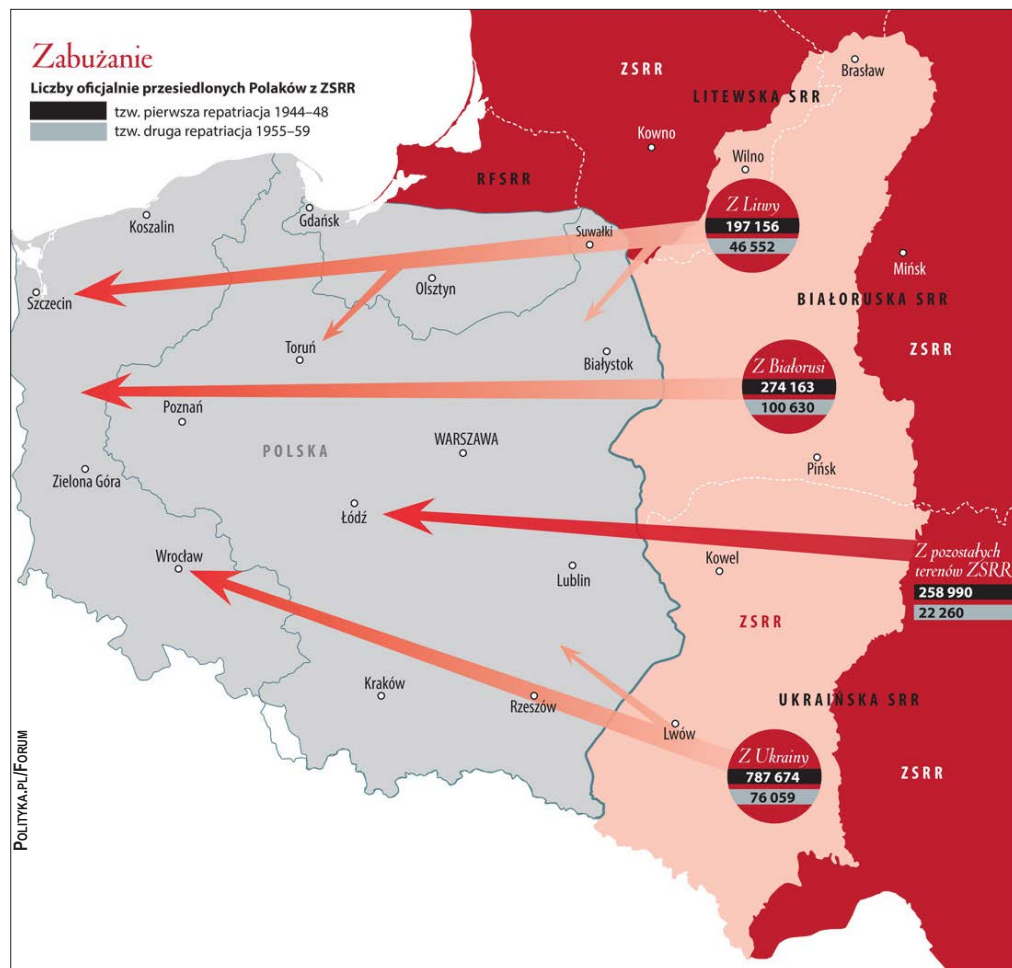 Zabużanie
Liczby oficjalnie przesiedlonych Polaków z ZSRR
tzw. pierwsza repatriacja 1944–48
tzw. druga repatriacja 1955–59
ZSRR
Brasław
LITEWSKA SRR
Kowno
Wilno
RFSRR
Z Litwy
197 156
46 552
Koszalin
Gdańsk
Suwałki
Mińsk
Szczecin
Olsztyn
BIAŁORUSKA SRR
Toruń
Białystok
ZSRR
Z Białorusi
274 163
100 630
Poznań
POLSKA
WARSZAWA
Pińsk
Zielona Góra
Łódź
Wrocław
Lublin
Kowel
Z pozostałych
terenów ZSRR
258 990
22 260
ZSRR
Kraków
Rzeszów
UKRAIŃSKA SRR
Lwów
Z Ukrainy
787 674
76 059
ZSRR
POLITYKA.PL/FORUM